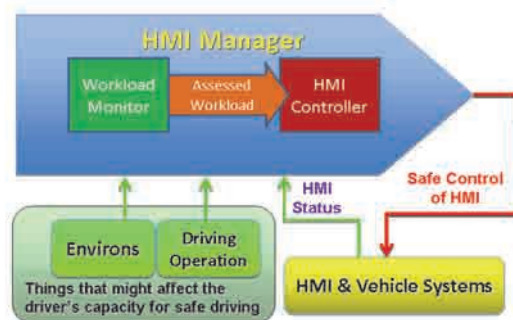 HMI Manager
Workload
Monitor
Assessed
Workload
HMI
Controller
HMI
Status
Safe Control
of HMI
Environs
Driving
Operation
Things that might affect the
driver's capacity for safe driving
HMI & Vehicle Systems